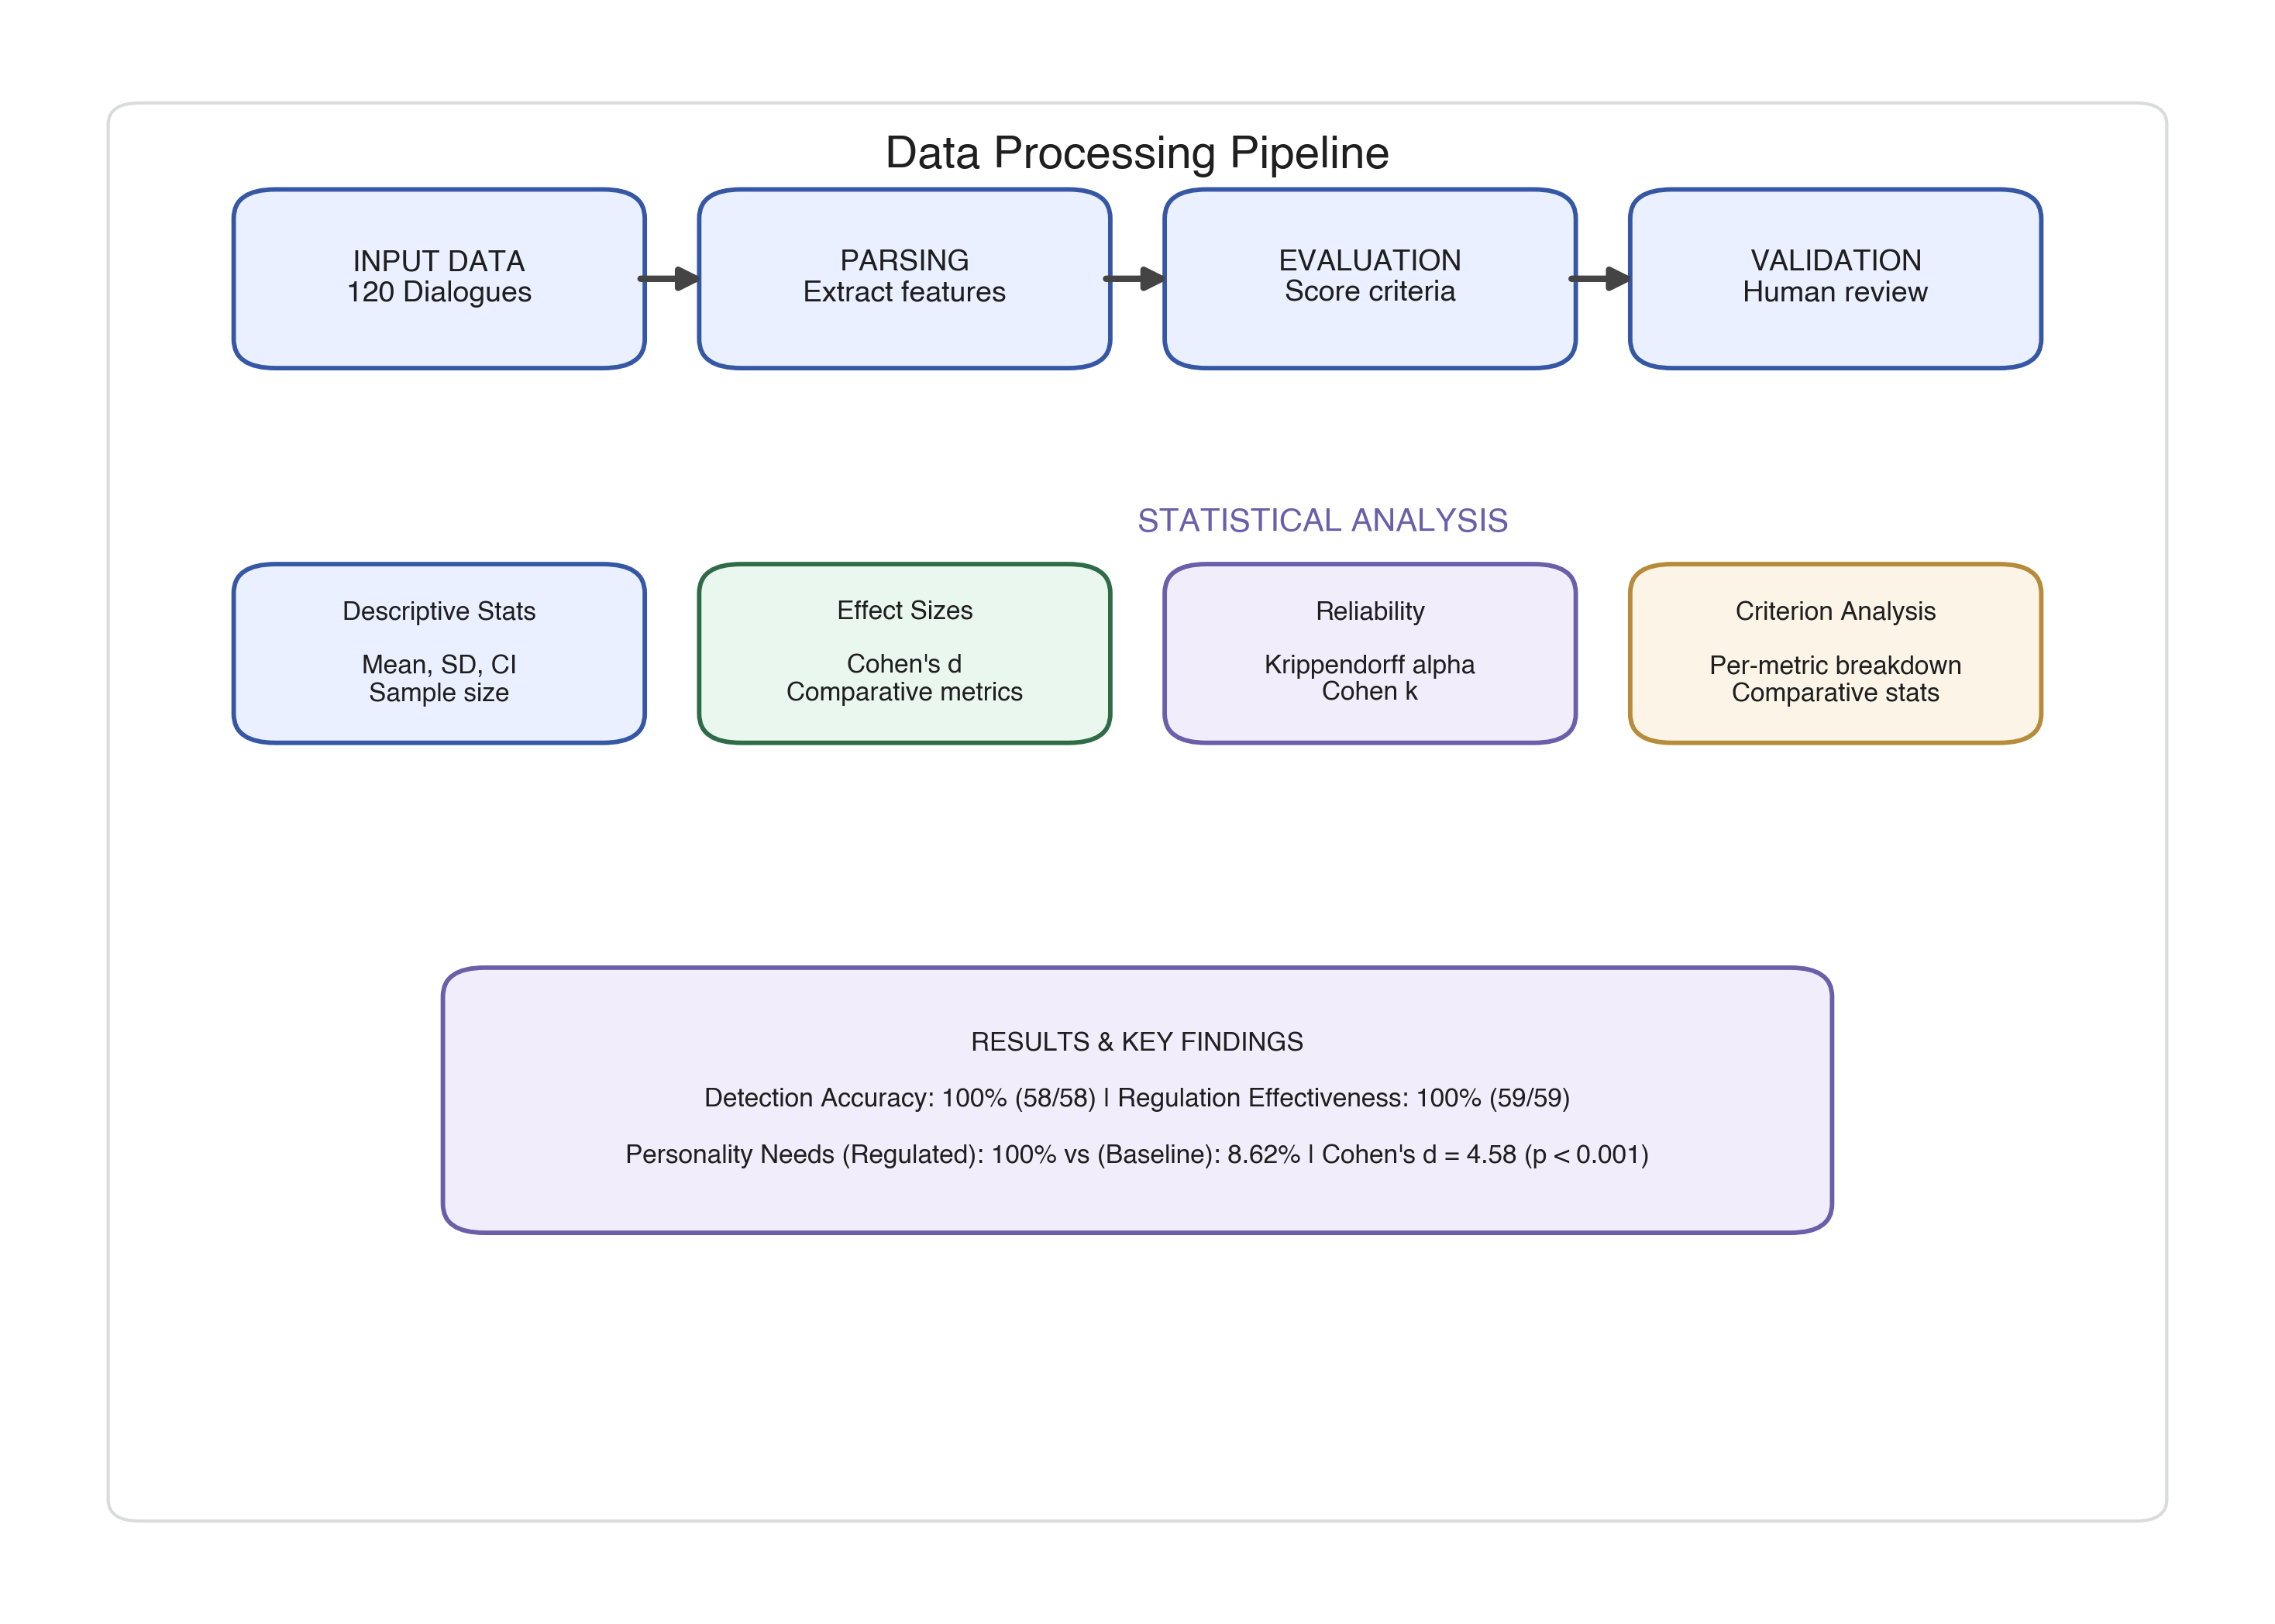 Data Processing Pipeline
INPUT DATA
120 Dialogues
PARSING
Extract features
EVALUATION
Score criteria
VALIDATION
Human review
STATISTICAL ANALYSIS
Descriptive Stats
Mean, SD, CI
Sample size
Effect Sizes
Cohen's d
Comparative metrics
Reliability
Krippendorff alpha
Cohen k
Criterion Analysis
Per-metric breakdown
Comparative stats
RESULTS & KEY FINDINGS
Detection Accuracy: 100% (58/58) | Regulation Effectiveness: 100% (59/59)
Personality Needs (Regulated): 100% vs (Baseline): 8.62% | Cohen's d = 4.58 (p < 0.001)